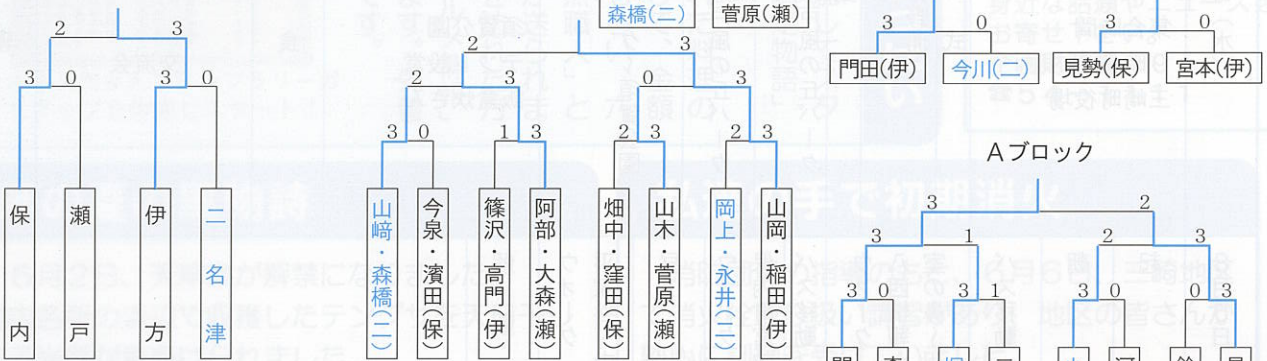 森橋(二) 菅原(瀬)
3 0 3 0
門田(伊) 今川(二) 見勢(保) 宮本(伊)
2 3
3 0 3 0
保内
瀬戸
伊方
二名津
2 3
2 3 0 3
3 0 1 3 2 3 2 3
山﨑・森橋(二)
今泉・濱田(保)
篠沢・高門(伊)
阿部・大森(瀬)
畑中・窪田(保)
山木・菅原(瀬)
岡上・永井(二)
山岡・稲田(伊)
Aブロック
3 2
3 1 2 3
3 0 3 1 3 0 0 3